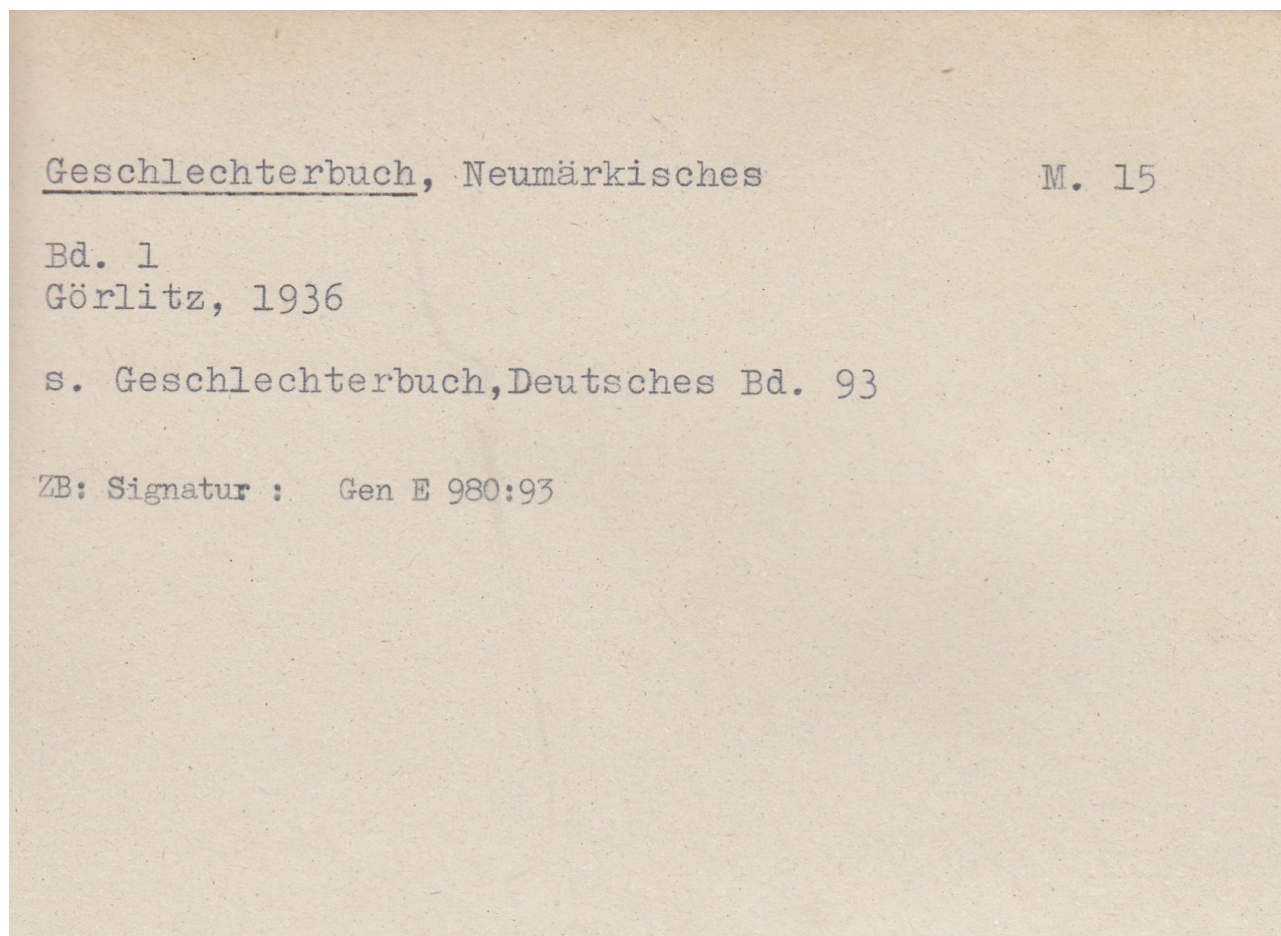 Geschlechterbuch, Neumärkisches M. 15
Bd. 1
Görlitz, 1936
s. Geschlechterbuch,Deutsches Bd. 93
ZB: Signatur : Gen E 980:93